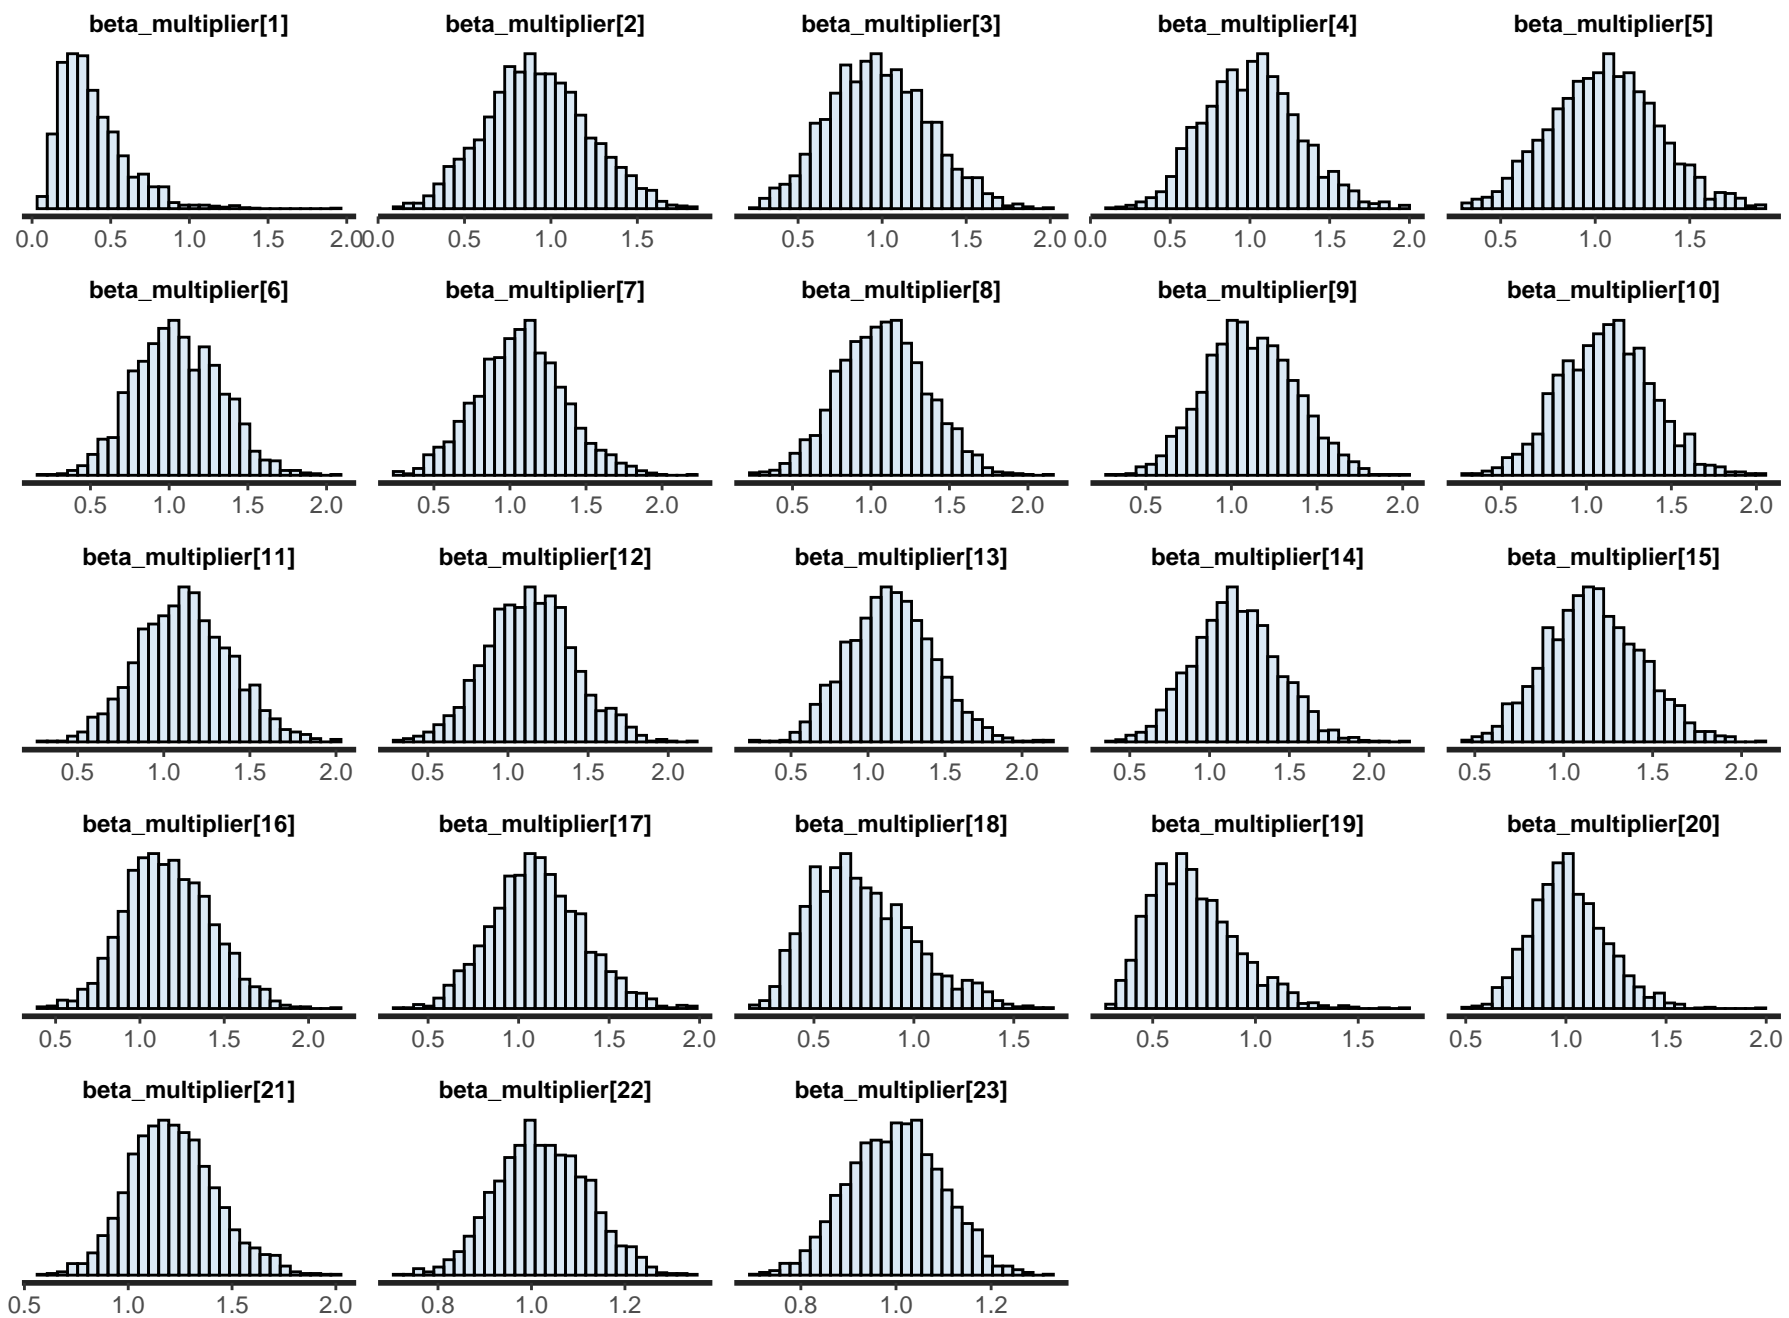 beta_multiplier[1] beta_multiplier[2] beta_multiplier[3] beta_multiplier[4] beta_multiplier[5]
0.0 0.5 1.0 1.5 2.0 0.0 0.5 1.0 1.5 0.5 1.0 1.5 2.0 0.0 0.5 1.0 1.5 2.0 0.5 1.0 1.5
beta_multiplier[6] beta_multiplier[7] beta_multiplier[8] beta_multiplier[9] beta_multiplier[10]
0.5 1.0 1.5 2.0 0.5 1.0 1.5 2.0 0.5 1.0 1.5 2.0 0.5 1.0 1.5 2.0 0.5 1.0 1.5 2.0
beta_multiplier[11] beta_multiplier[12] beta_multiplier[13] beta_multiplier[14] beta_multiplier[15]
0.5 1.0 1.5 2.0 0.5 1.0 1.5 2.0 0.5 1.0 1.5 2.0 0.5 1.0 1.5 2.0 0.5 1.0 1.5 2.0
beta_multiplier[16] beta_multiplier[17] beta_multiplier[18] beta_multiplier[19] beta_multiplier[20]
0.5 1.0 1.5 2.0 0.5 1.0 1.5 2.0 0.5 1.0 1.5 0.5 1.0 1.5 0.5 1.0 1.5 2.0
beta_multiplier[21] beta_multiplier[22] beta_multiplier[23]
0.5 1.0 1.5 2.0 0.8 1.0 1.2 0.8 1.0 1.2